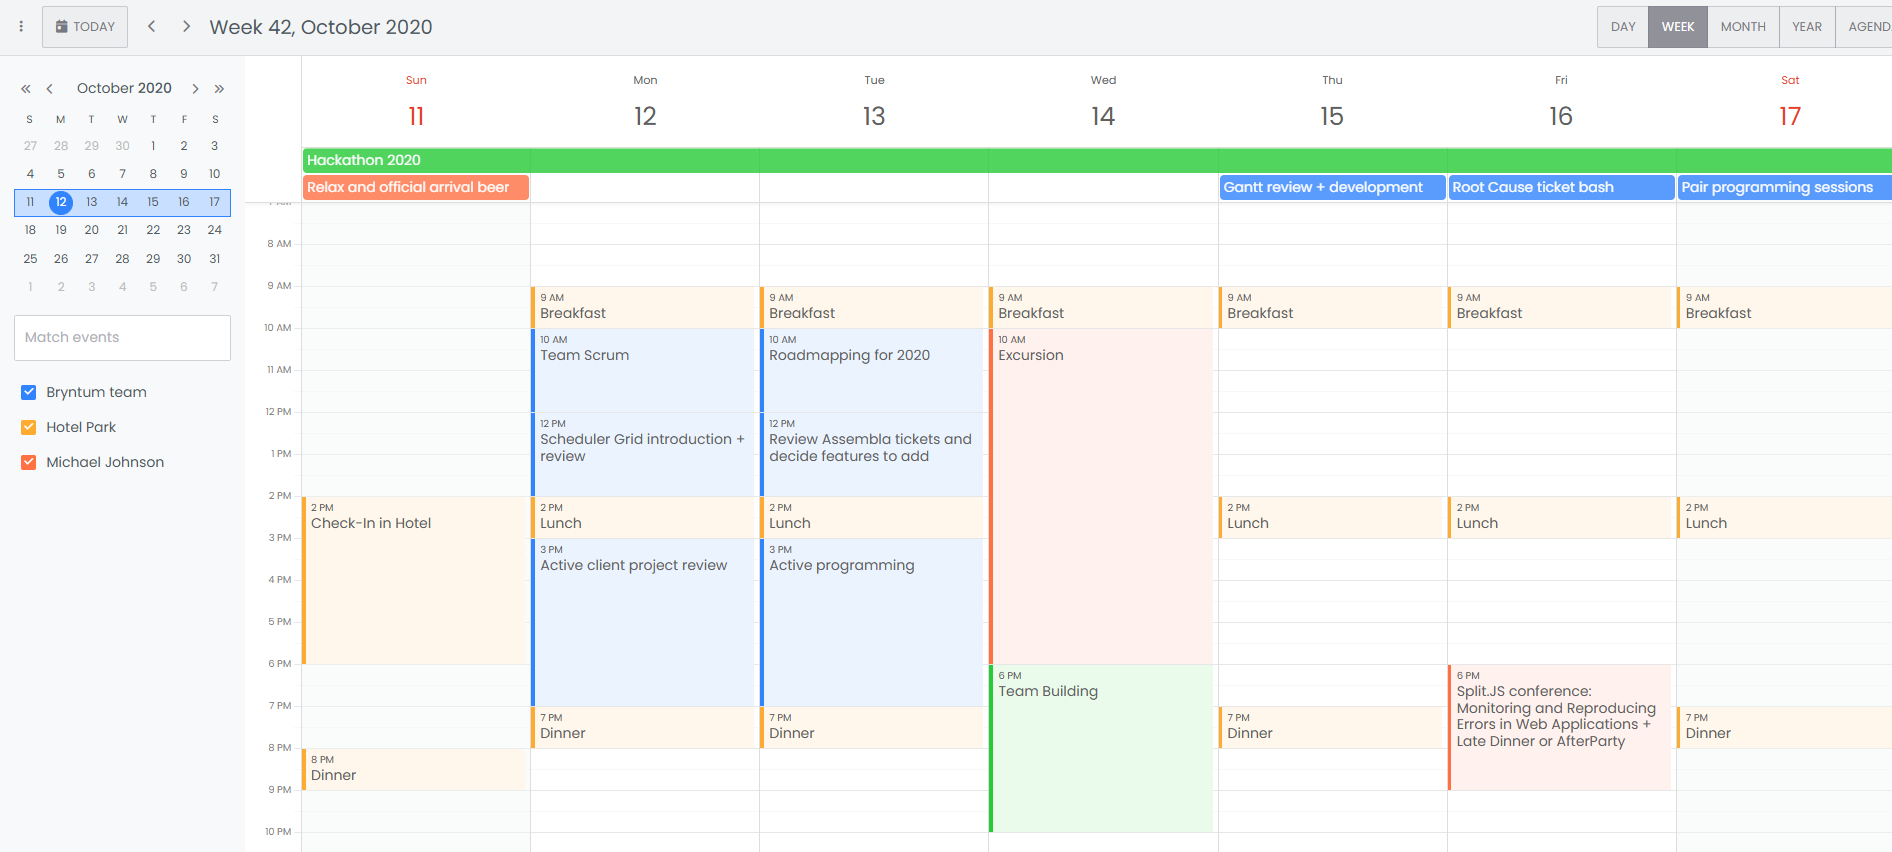 TODAY
Week 42, October 2020
DAY WEEK MONTH YEAR AGEND
October 2020
S M T W T F S
27 28 29 30 1 2 3
4 5 6 7 8 9 10
11 12 13 14 15 16 17
18 19 20 21 22 23 24
25 26 27 28 29 30 31
1 2 3 4 5 6 7
Match events
Bryntum team
Hotel Park
Michael Johnson
Sun Mon Tue Wed Thu Fri Sat
11 12 13 14 15 16 17
Hackathon 2020
Relax and official arrival beer
Gantt review + development
Root Cause ticket bash
Pair programming sessions
8 AM
9 AM
10 AM
11 AM
12 PM
1 PM
2 PM
3 PM
4 PM
5 PM
6 PM
7 PM
8 PM
9 PM
10 PM
2 PM
Check-In in Hotel
8 PM
Dinner
9 AM
Breakfast
10 AM
Team Scrum
12 PM
Scheduler Grid introduction +
review
2 PM
Lunch
3 PM
Active client project review
7 PM
Dinner
9 AM
Breakfast
10 AM
Roadmapping for 2020
12 PM
Review Assembla tickets and
decide features to add
2 PM
Lunch
3 PM
Active programming
7 PM
Dinner
9 AM
Breakfast
10 AM
Excursion
6 PM
Team Building
9 AM
Breakfast
2 PM
Lunch
7 PM
Dinner
9 AM
Breakfast
2 PM
Lunch
6 PM
Split.JS conference:
Monitoring and Reproducing
Errors in Web Applications +
Late Dinner or AfterParty
9 AM
Breakfast
2 PM
Lunch
7 PM
Dinner